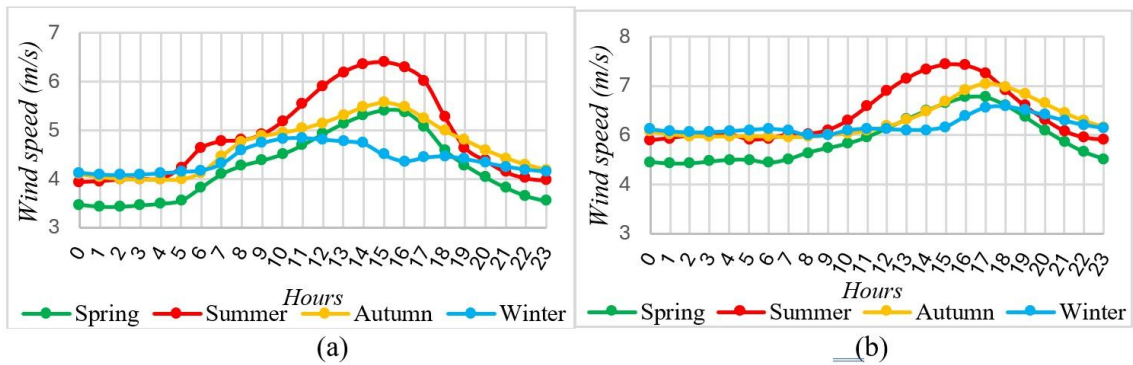 (a)
Wind speed (m/s)
7
6
5
4
3
0 1 2 3 4 5 6 7 8 9 10 11 12 13 14 15 16 17 18 19 20 21 22 23
Hours
Spring Summer Autumn Winter
(a)
(b)
Wind speed (m/s)
8
7
6
4
3
0 1 2 3 4 5 6 7 8 9 10 11 12 13 14 15 16 17 18 19 20 21 22 23
Hours
Spring Summer Autumn Winter
(b)